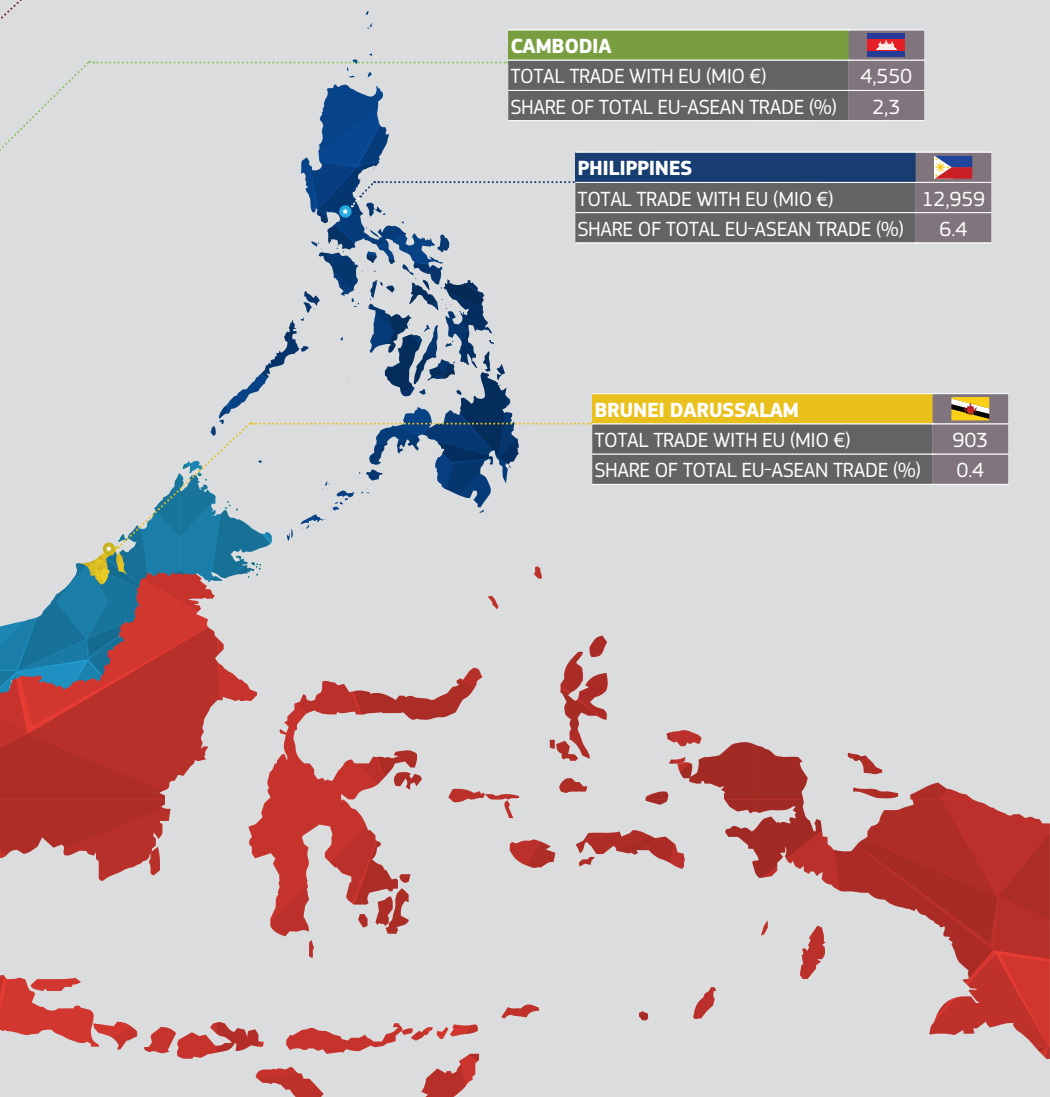 CAMBODIA
TOTAL TRADE WITH EU (MIO €) 4,550
SHARE OF TOTAL EU-ASEAN TRADE (%) 2,3
PHILIPPINES
TOTAL TRADE WITH EU (MIO €) 12,959
SHARE OF TOTAL EU-ASEAN TRADE (%) 6.4
BRUNEI DARUSSALAM
TOTAL TRADE WITH EU (MIO €) 903
SHARE OF TOTAL EU-ASEAN TRADE (%) 0.4